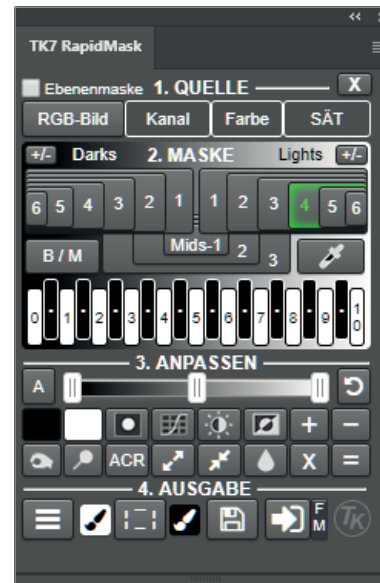 TK7 RapidMask
Ebenenmaske 1. QUELLE X
RGB-Bild Kanal Farbe SÄT
+/- Darks 2. MASKE Lights +/-
6 5 4 3 2 1 1 2 3 4 5 6
B / M Mids-1 2 3
0 1 2 3 4 5 6 7 8 9 10
3. ANPASSEN
A
+ −
ACR X =
4. AUSGABE
F M TK